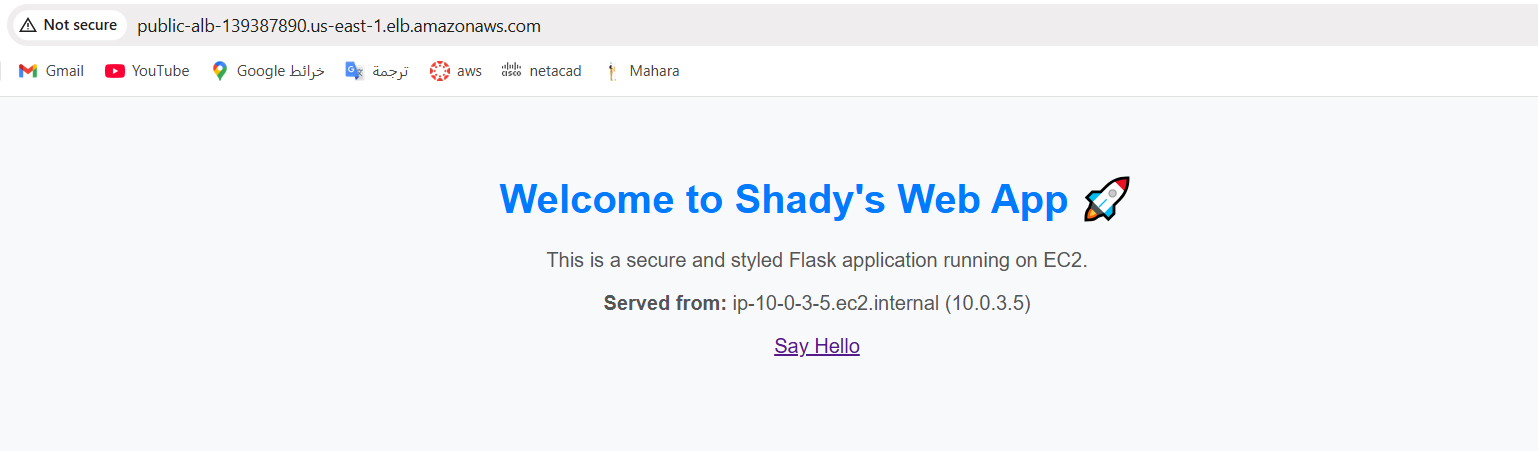 Not secure public-alb-139387890.us-east-1.elb.amazonaws.com
Gmail YouTube Google خرائط ترجمة aws cisco netacad Mahara
Welcome to Shady's Web App 🚀
This is a secure and styled Flask application running on EC2.
Served from: ip-10-0-3-5.ec2.internal (10.0.3.5)
Say Hello